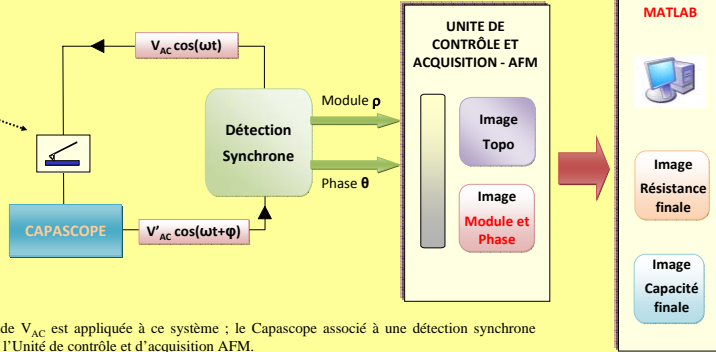 V_AC cos(ωt)
CAPASCOPE
V'_AC cos(ωt+φ)
Détection
Synchrone
Module ρ
Phase θ
UNITE DE
CONTRÔLE ET
ACQUISITION - AFM
Image
Topo
Image
Module et
Phase
MATLAB
Image
Résistance
finale
Image
Capacité
finale
de V_AC est appliquée à ce système ; le Capascope associé à une détection synchrone
l'Unité de contrôle et d'acquisition AFM.